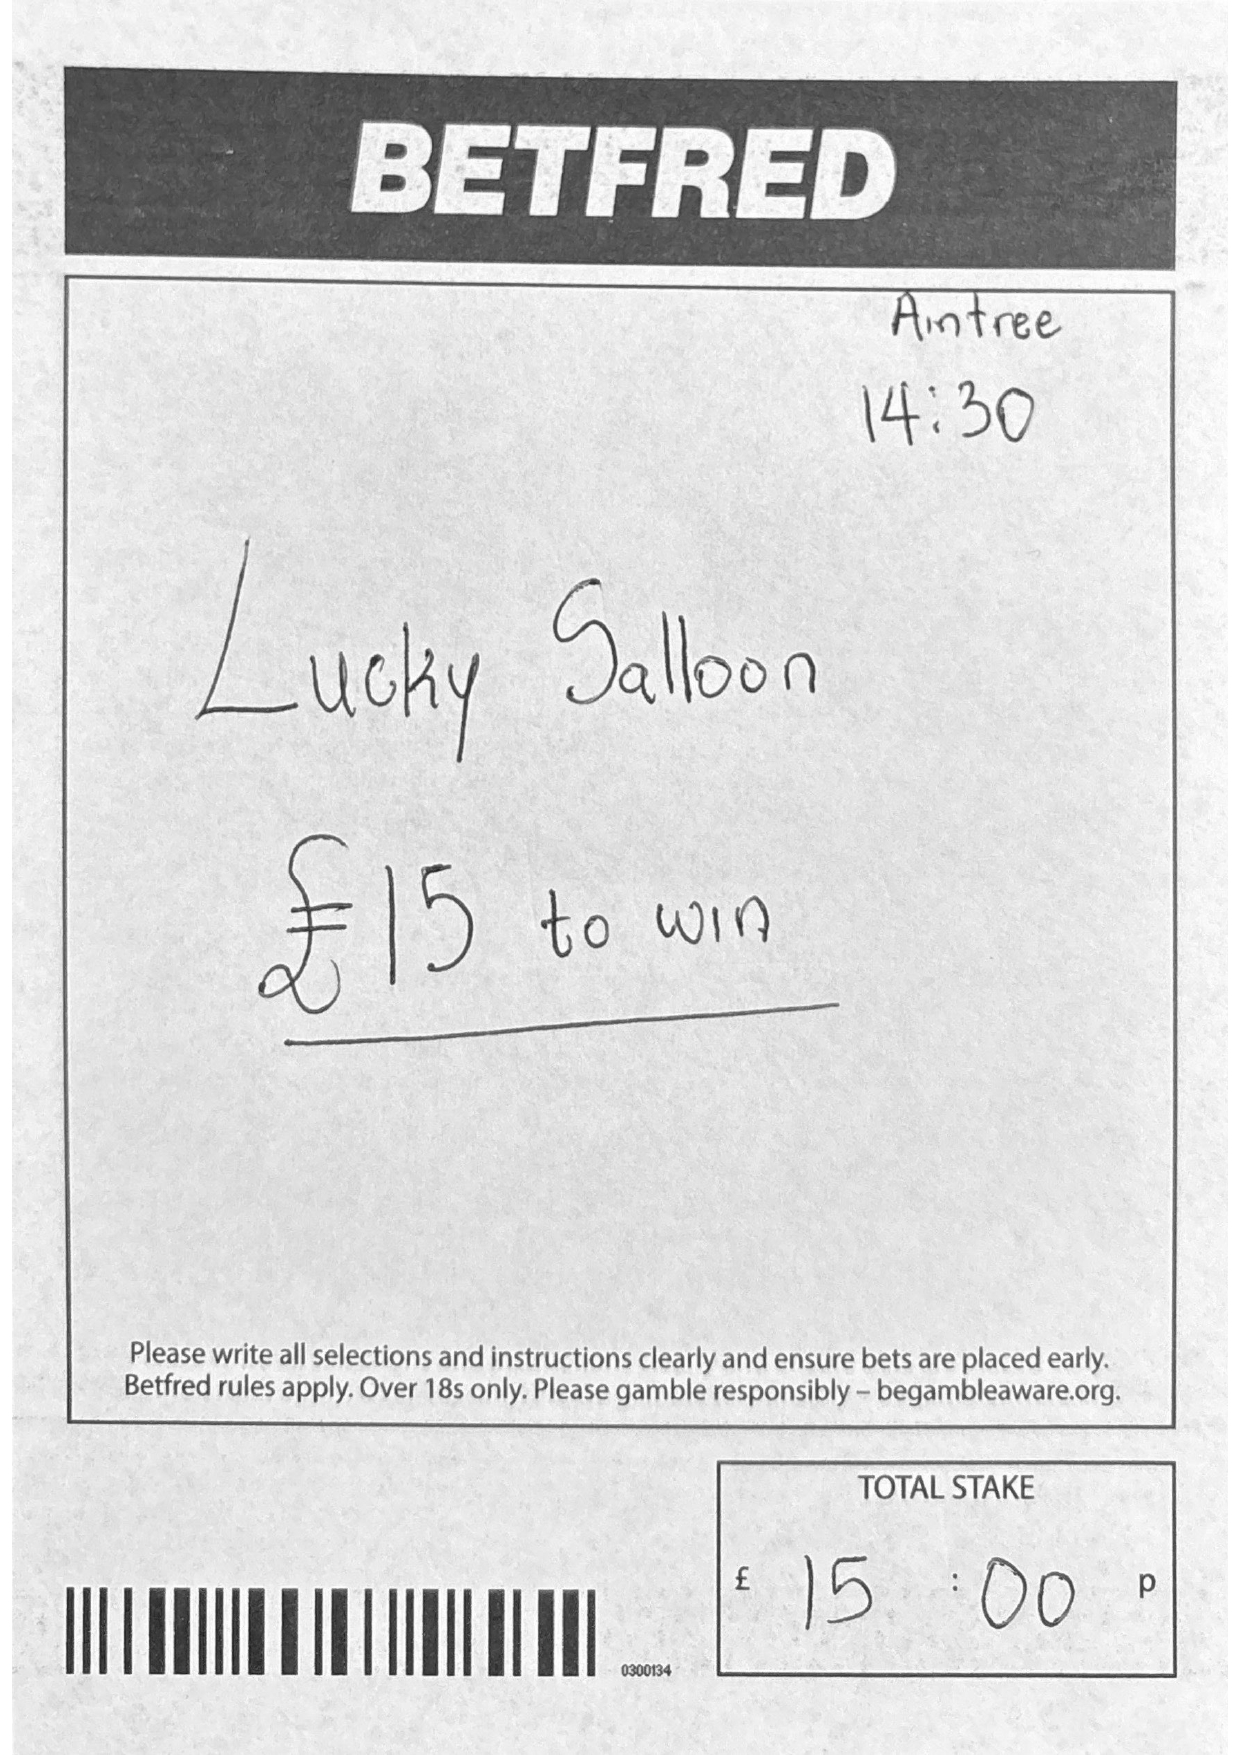 BETFRED
Aintree
14:30
Lucky Salloon
£15 to win
Please write all selections and instructions clearly and ensure bets are placed early.
Betfred rules apply. Over 18s only. Please gamble responsibly – begambleaware.org.
TOTAL STAKE
£ 15 : 00 p
0300134